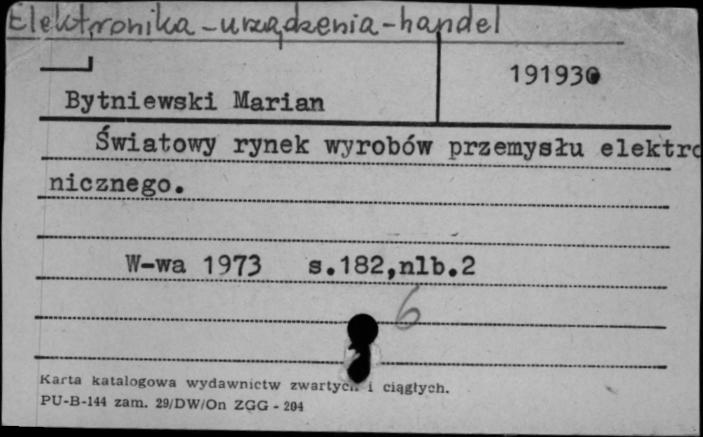 Elektronika - urządzenia - handel
Bytniewski Marian
Światowy rynek wyrobów przemysłu elektro
nicznego.
W-wa 1973 s.182,nlb.2
6
Karta katalogowa wydawnictw zwartych i ciągłych.
PU-B-144 zam. 29/DW/On ZGG - 204